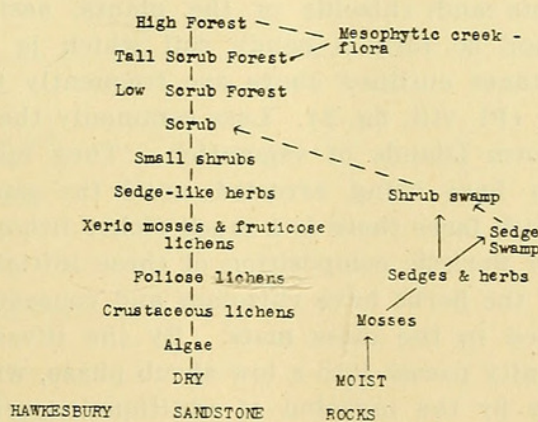 High Forest
Mesophytic creek-
flora
Tall Scrub Forest
Low Scrub Forest
Scrub
Small shrubs
Sedge-like herbs
Shrub swamp
Xeric mosses & fruticose
lichens
Sedge
Swamp
Foliose lichens
Sedges & herbs
Crustaceous lichens
Mosses
Algae
DRY
MOIST
HAWKESBURY SANDSTONE ROCKS